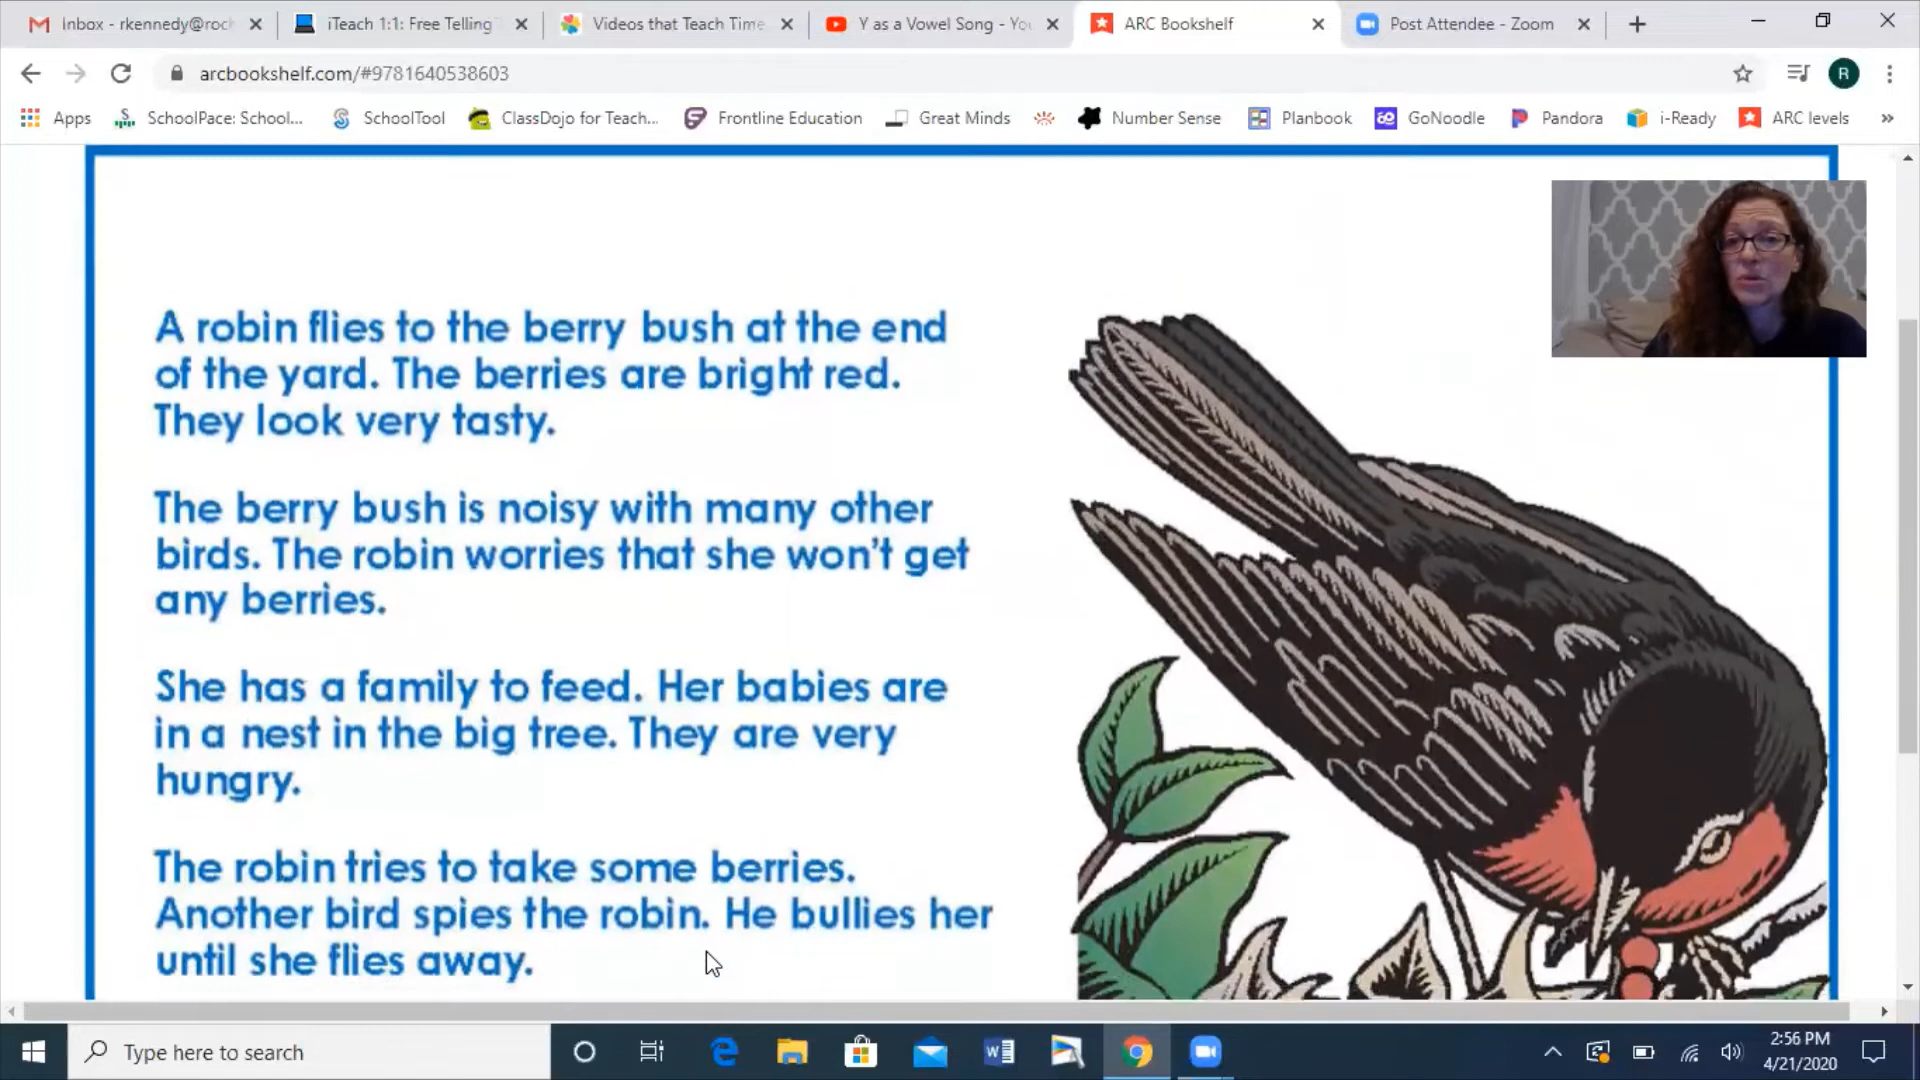 Inbox - rkennedy@roc
iTeach 1:1: Free Telling
Videos that Teach Time
Y as a Vowel Song - You
ARC Bookshelf
Post Attendee - Zoom
arcbookshelf.com/#9781640538603
R
Apps
SchoolPace: School...
SchoolTool
ClassDojo for Teach...
Frontline Education
Great Minds
Number Sense
Planbook
GoNoodle
Pandora
i-Ready
ARC levels
A robin flies to the berry bush at the end
of the yard. The berries are bright red.
They look very tasty.
The berry bush is noisy with many other
birds. The robin worries that she won't get
any berries.
She has a family to feed. Her babies are
in a nest in the big tree. They are very
hungry.
The robin tries to take some berries.
Another bird spies the robin. He bullies her
until she flies away.
Type here to search
2:56 PM
4/21/2020